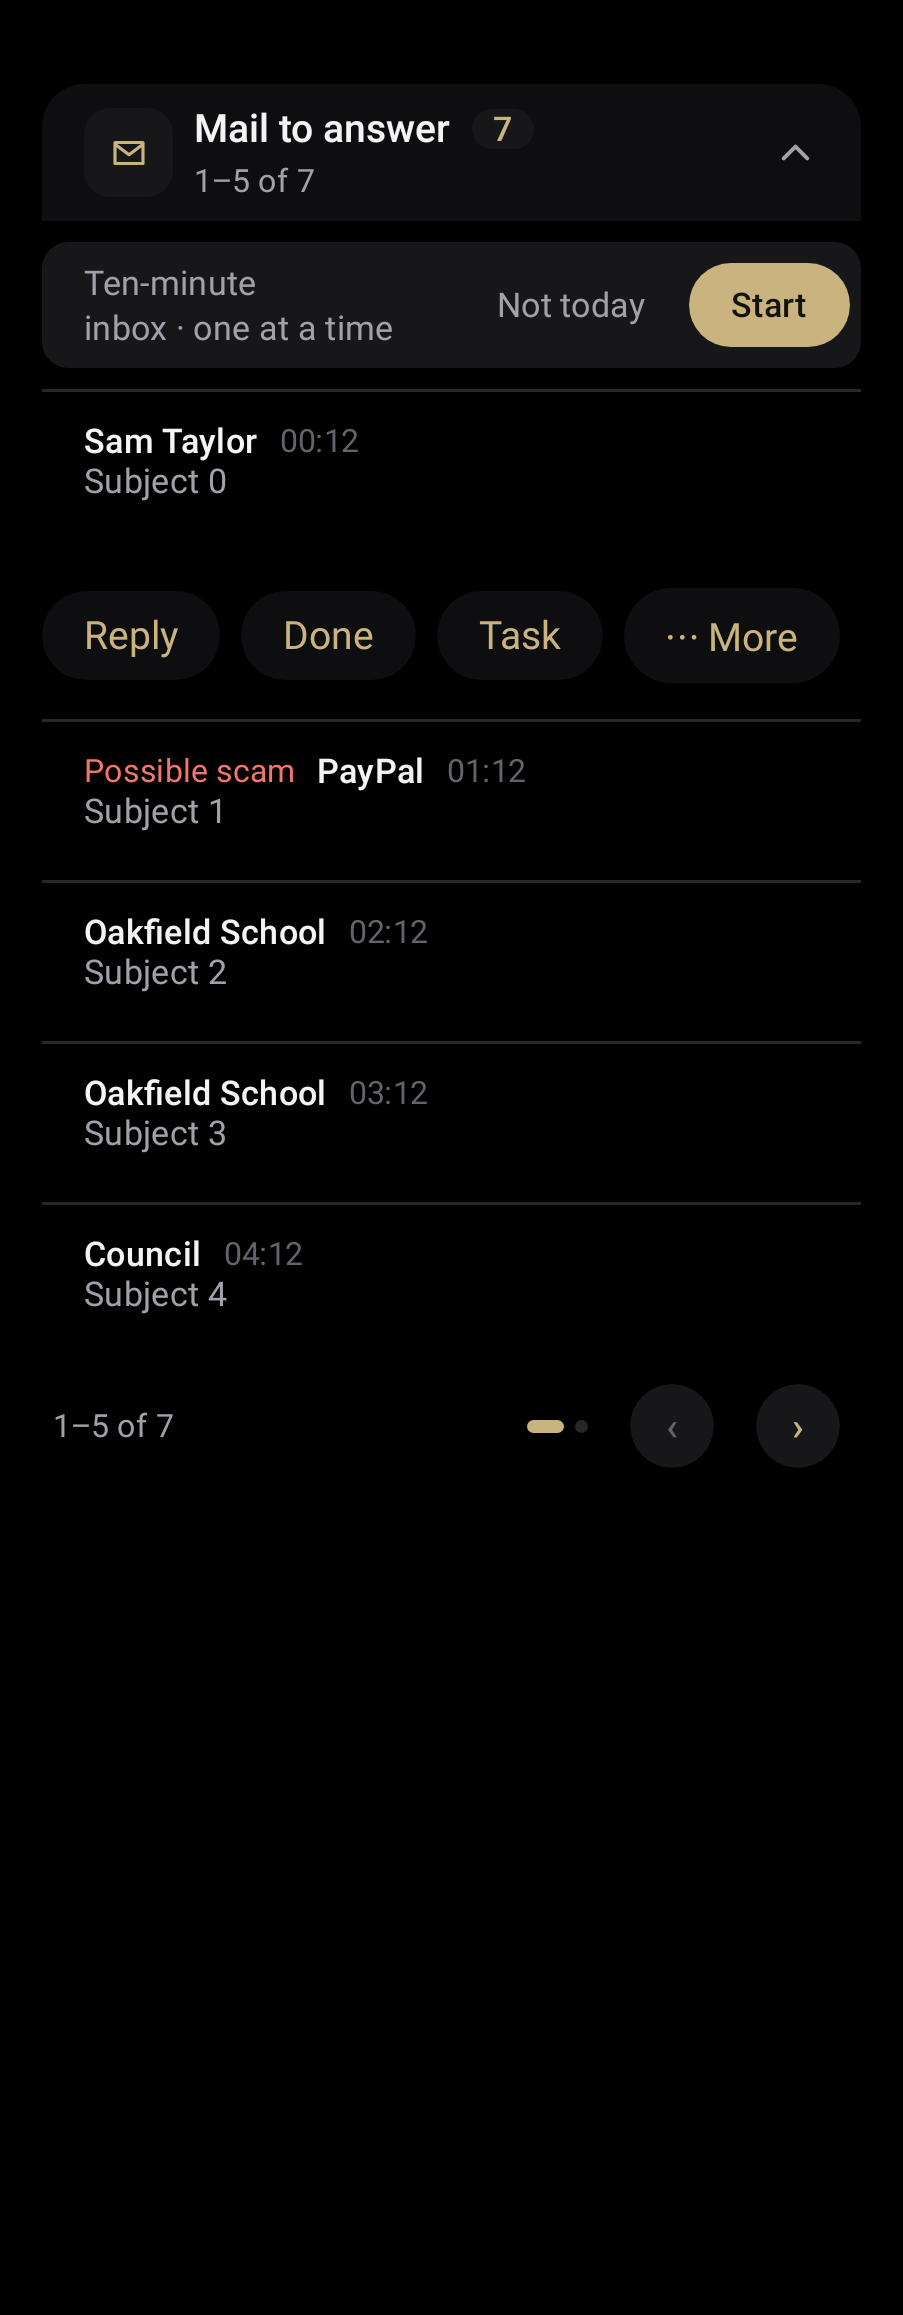 Mail to answer 7
1–5 of 7
Ten-minute
inbox · one at a time
Not today
Start
Sam Taylor 00:12
Subject 0
Reply
Done
Task
··· More
Possible scam PayPal 01:12
Subject 1
Oakfield School 02:12
Subject 2
Oakfield School 03:12
Subject 3
Council 04:12
Subject 4
1–5 of 7
‹
›